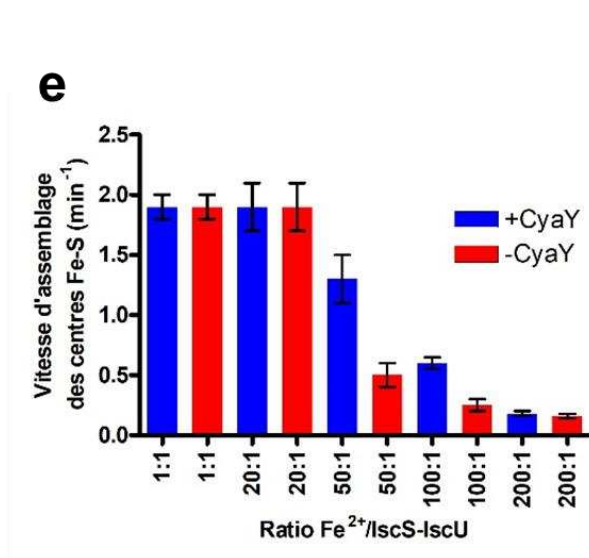 e
Vitesse d'assemblage
des centres Fe-S (min⁻¹)
2.5
2.0
1.5
1.0
0.5
0.0
+CyaY
-CyaY
1:1 1:1 20:1 20:1 50:1 50:1 100:1 100:1 200:1 200:1
Ratio Fe²⁺/IscS-IscU